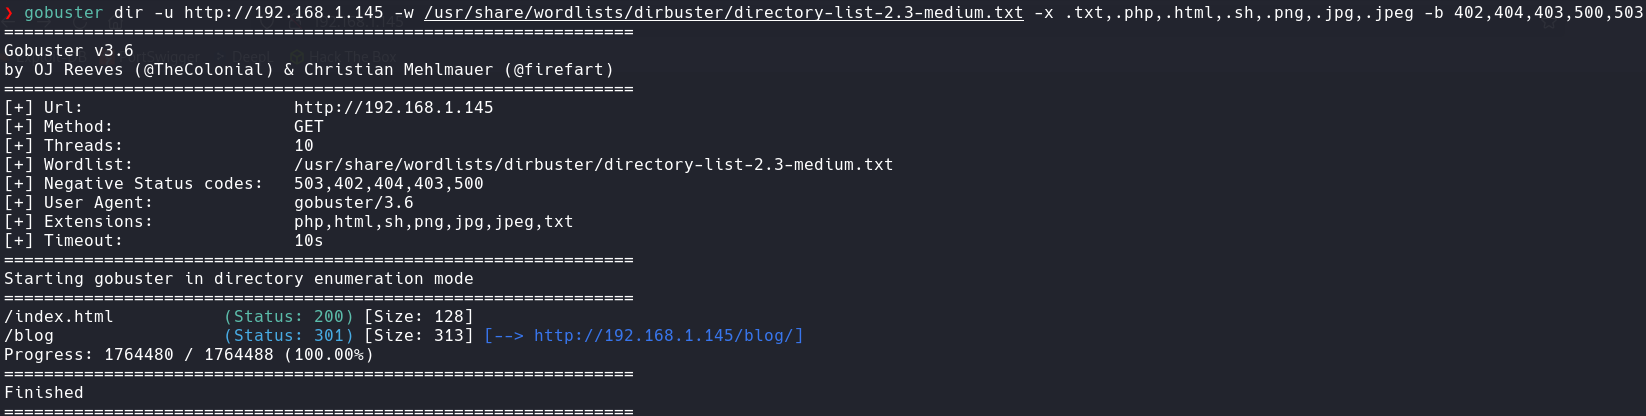 ❯ gobuster dir -u http://192.168.1.145 -w /usr/share/wordlists/dirbuster/directory-list-2.3-medium.txt -x .txt,.php,.html,.sh,.png,.jpg,.jpeg -b 402,404,403,500,503
===============================================================
Gobuster v3.6
by OJ Reeves (@TheColonial) & Christian Mehlmauer (@firefart)
===============================================================
[+] Url:                     http://192.168.1.145
[+] Method:                  GET
[+] Threads:                 10
[+] Wordlist:                /usr/share/wordlists/dirbuster/directory-list-2.3-medium.txt
[+] Negative Status codes:   503,402,404,403,500
[+] User Agent:              gobuster/3.6
[+] Extensions:              php,html,sh,png,jpg,jpeg,txt
[+] Timeout:                 10s
===============================================================
Starting gobuster in directory enumeration mode
===============================================================
/index.html           (Status: 200) [Size: 128]
/blog                 (Status: 301) [Size: 313] [--> http://192.168.1.145/blog/]
Progress: 1764480 / 1764488 (100.00%)
===============================================================
Finished
===============================================================